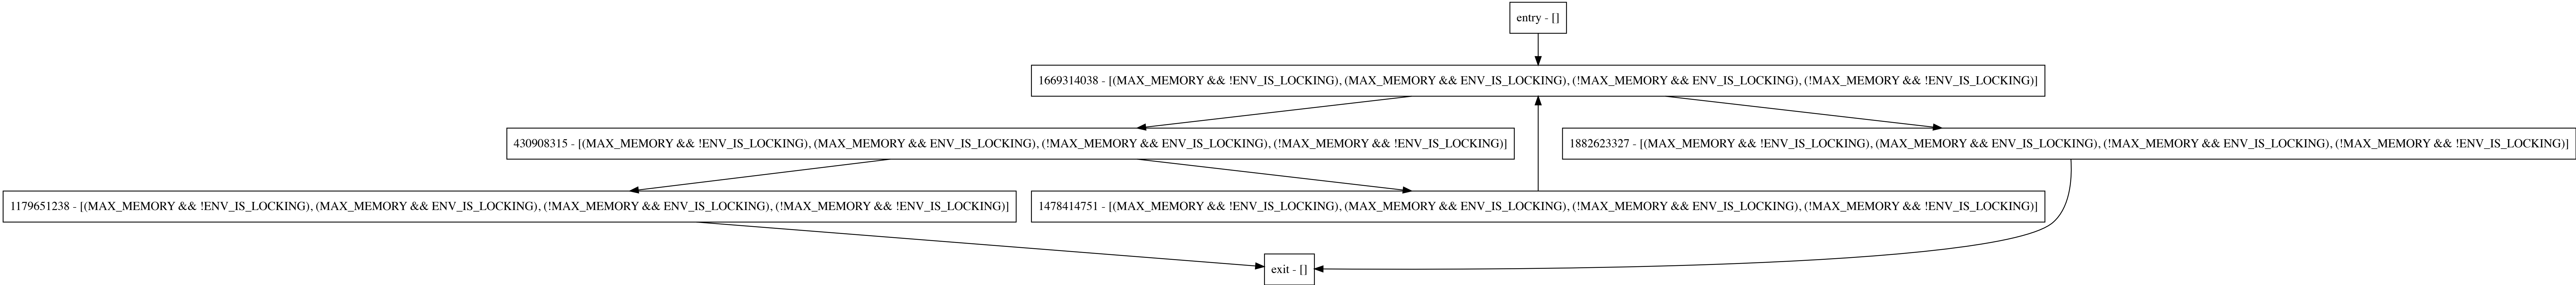 entry - []
1669314038 - [(MAX_MEMORY && !ENV_IS_LOCKING), (MAX_MEMORY && ENV_IS_LOCKING), (!MAX_MEMORY && ENV_IS_LOCKING), (!MAX_MEMORY && !ENV_IS_LOCKING)]
430908315 - [(MAX_MEMORY && !ENV_IS_LOCKING), (MAX_MEMORY && ENV_IS_LOCKING), (!MAX_MEMORY && ENV_IS_LOCKING), (!MAX_MEMORY && !ENV_IS_LOCKING)]
1882623327 - [(MAX_MEMORY && !ENV_IS_LOCKING), (MAX_MEMORY && ENV_IS_LOCKING), (!MAX_MEMORY && ENV_IS_LOCKING), (!MAX_MEMORY && !ENV_IS_LOCKING)]
1179651238 - [(MAX_MEMORY && !ENV_IS_LOCKING), (MAX_MEMORY && ENV_IS_LOCKING), (!MAX_MEMORY && ENV_IS_LOCKING), (!MAX_MEMORY && !ENV_IS_LOCKING)]
1478414751 - [(MAX_MEMORY && !ENV_IS_LOCKING), (MAX_MEMORY && ENV_IS_LOCKING), (!MAX_MEMORY && ENV_IS_LOCKING), (!MAX_MEMORY && !ENV_IS_LOCKING)]
exit - []